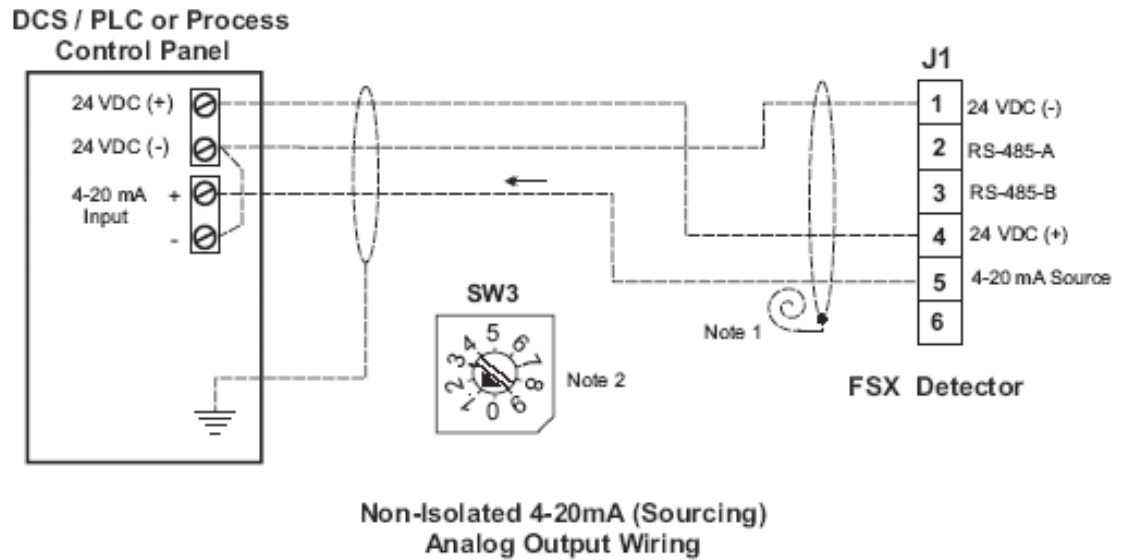 DCS / PLC or Process
Control Panel
24 VDC (+)
24 VDC (-)
4-20 mA +
Input
-
J1
1 24 VDC (-)
2 RS-485-A
3 RS-485-B
4 24 VDC (+)
5 4-20 mA Source
6
Note 1
FSX Detector
SW3
0 1 2 3 4 5 6 7 8 9
Note 2
Non-Isolated 4-20mA (Sourcing)
Analog Output Wiring